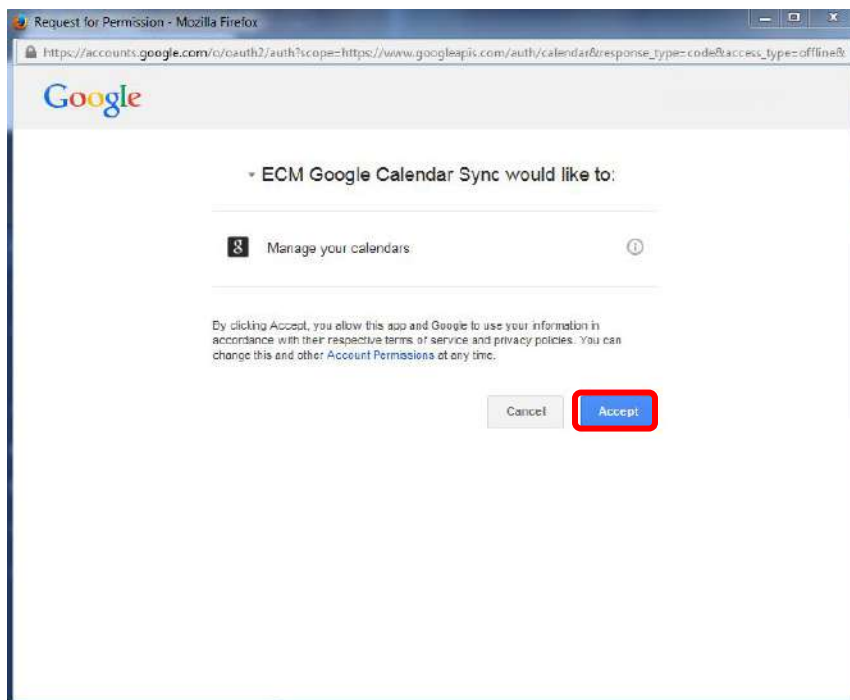 Request for Permission - Mozilla Firefox
https://accounts.google.com/o/oauth2/auth?scope=https://www.googleapis.com/auth/calendar&response_type=code&access_type=offline&
Google
ECM Google Calendar Sync would like to:
8 Manage your calendars
By clicking Accept, you allow this app and Google to use your information in
accordance with their respective terms of service and privacy policies. You can
change this and other Account Permissions at any time.
Cancel Accept